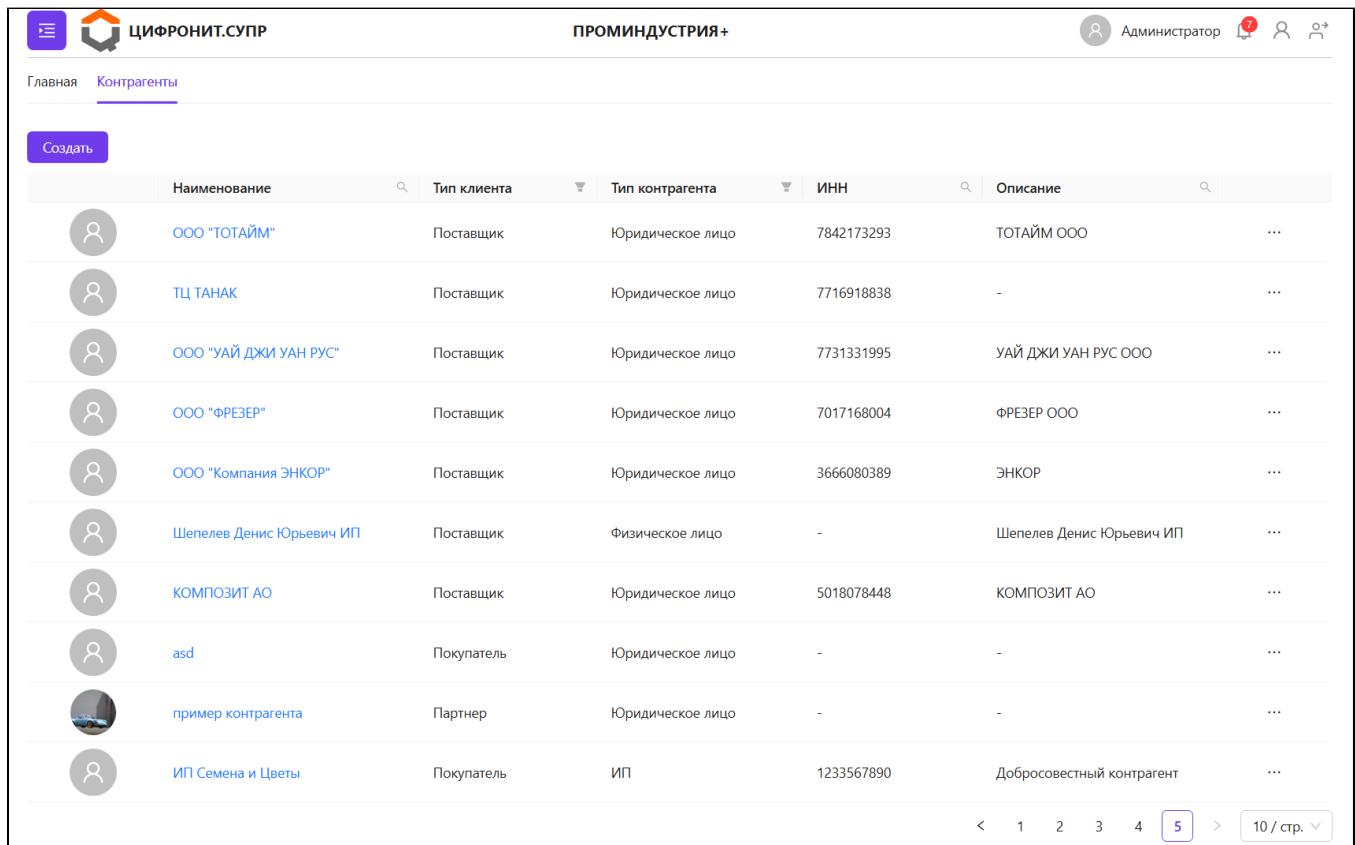 ЦИФРОНИТ.СУПР ПРОМИНДУСТРИЯ+ Администратор 7
Главная Контрагенты
Создать
Наименование Тип клиента Тип контрагента ИНН Описание
ООО "ТОТАЙМ" Поставщик Юридическое лицо 7842173293 ТОТАЙМ ООО ...
ТЦ ТАНАК Поставщик Юридическое лицо 7716918838 - ...
ООО "УАЙ ДЖИ УАН РУС" Поставщик Юридическое лицо 7731331995 УАЙ ДЖИ УАН РУС ООО ...
ООО "ФРЕЗЕР" Поставщик Юридическое лицо 7017168004 ФРЕЗЕР ООО ...
ООО "Компания ЭНКОР" Поставщик Юридическое лицо 3666080389 ЭНКОР ...
Шепелев Денис Юрьевич ИП Поставщик Физическое лицо - Шепелев Денис Юрьевич ИП ...
КОМПОЗИТ АО Поставщик Юридическое лицо 5018078448 КОМПОЗИТ АО ...
asd Покупатель Юридическое лицо - - ...
пример контрагента Партнер Юридическое лицо - - ...
ИП Семена и Цветы Покупатель ИП 1233567890 Добросовестный контрагент ...
< 1 2 3 4 5 > 10 / стр.